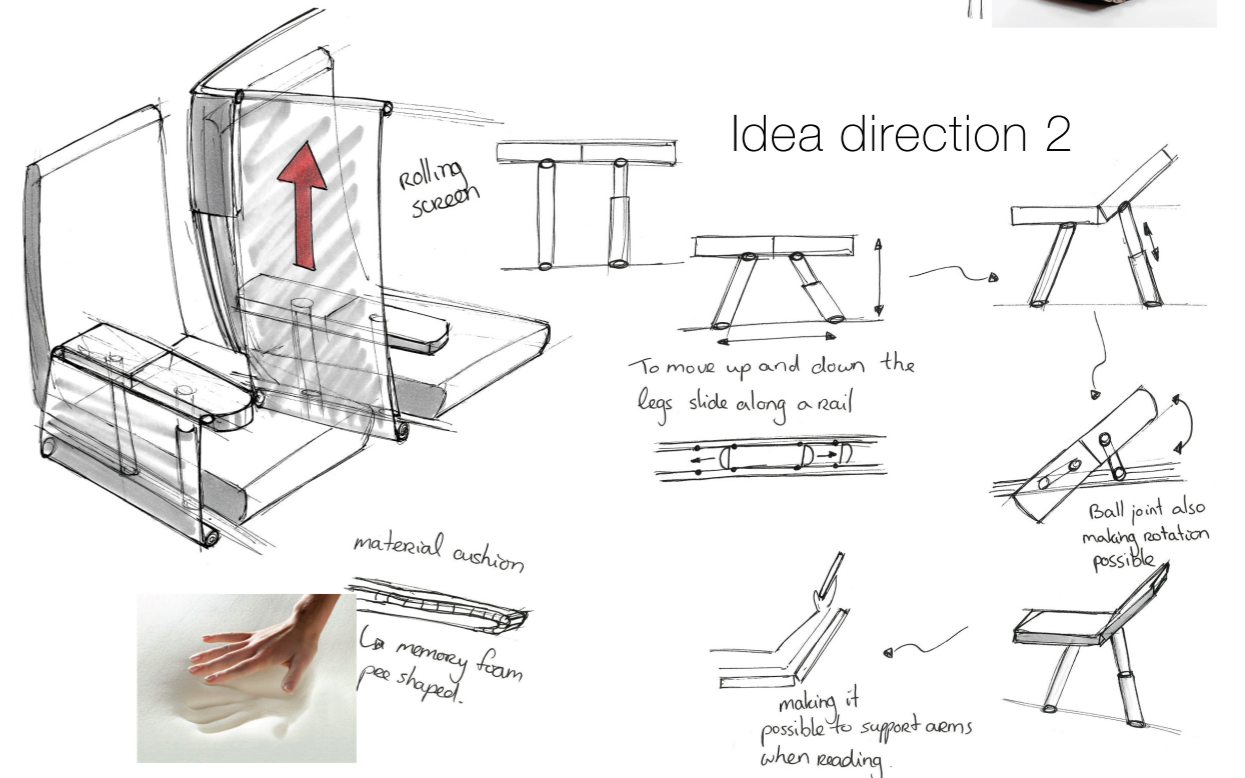 Idea direction 2
Rolling
screen
To move up and down the
legs slide along a rail
Ball joint also
making rotation
possible
material cushion
memory foam
pre shaped.
making it
possible to support arms
when reading.